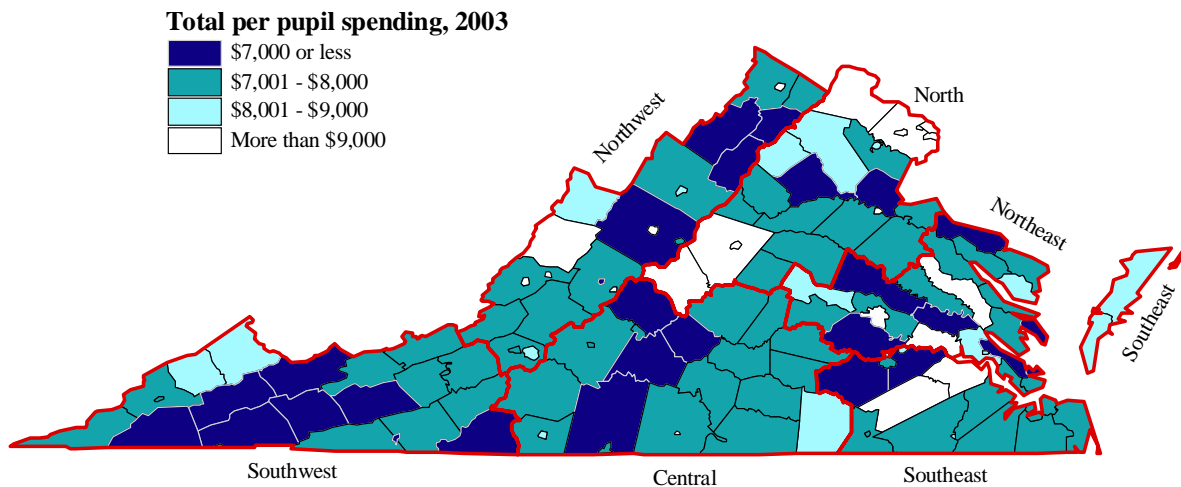 Total per pupil spending, 2003
$7,000 or less
$7,001 - $8,000
$8,001 - $9,000
More than $9,000
North
Northwest
Northeast
Southeast
Southwest
Central
Southeast